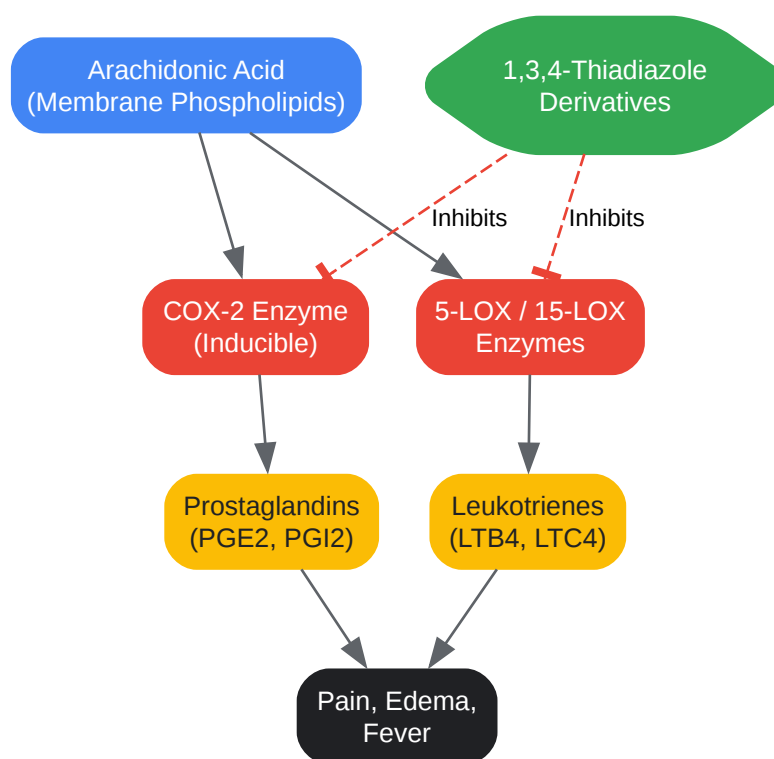 Arachidonic Acid
(Membrane Phospholipids)
1,3,4-Thiadiazole
Derivatives
Inhibits
Inhibits
COX-2 Enzyme
(Inducible)
5-LOX / 15-LOX
Enzymes
Prostaglandins
(PGE2, PGI2)
Leukotrienes
(LTB4, LTC4)
Pain, Edema,
Fever